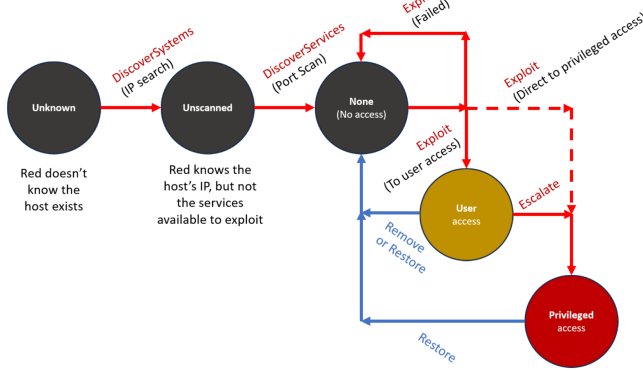 (Failed)
DiscoverSystems
(IP search)
DiscoverServices
(Port Scan)
Exploit
(Direct to privileged access)
Unknown
Unscanned
None
(No access)
Exploit
(To user access)
Red doesn't
know the
host exists
Red knows the
host's IP, but not
the services
available to exploit
User
access
Escalate
Remove
or Restore
Privileged
access
Restore